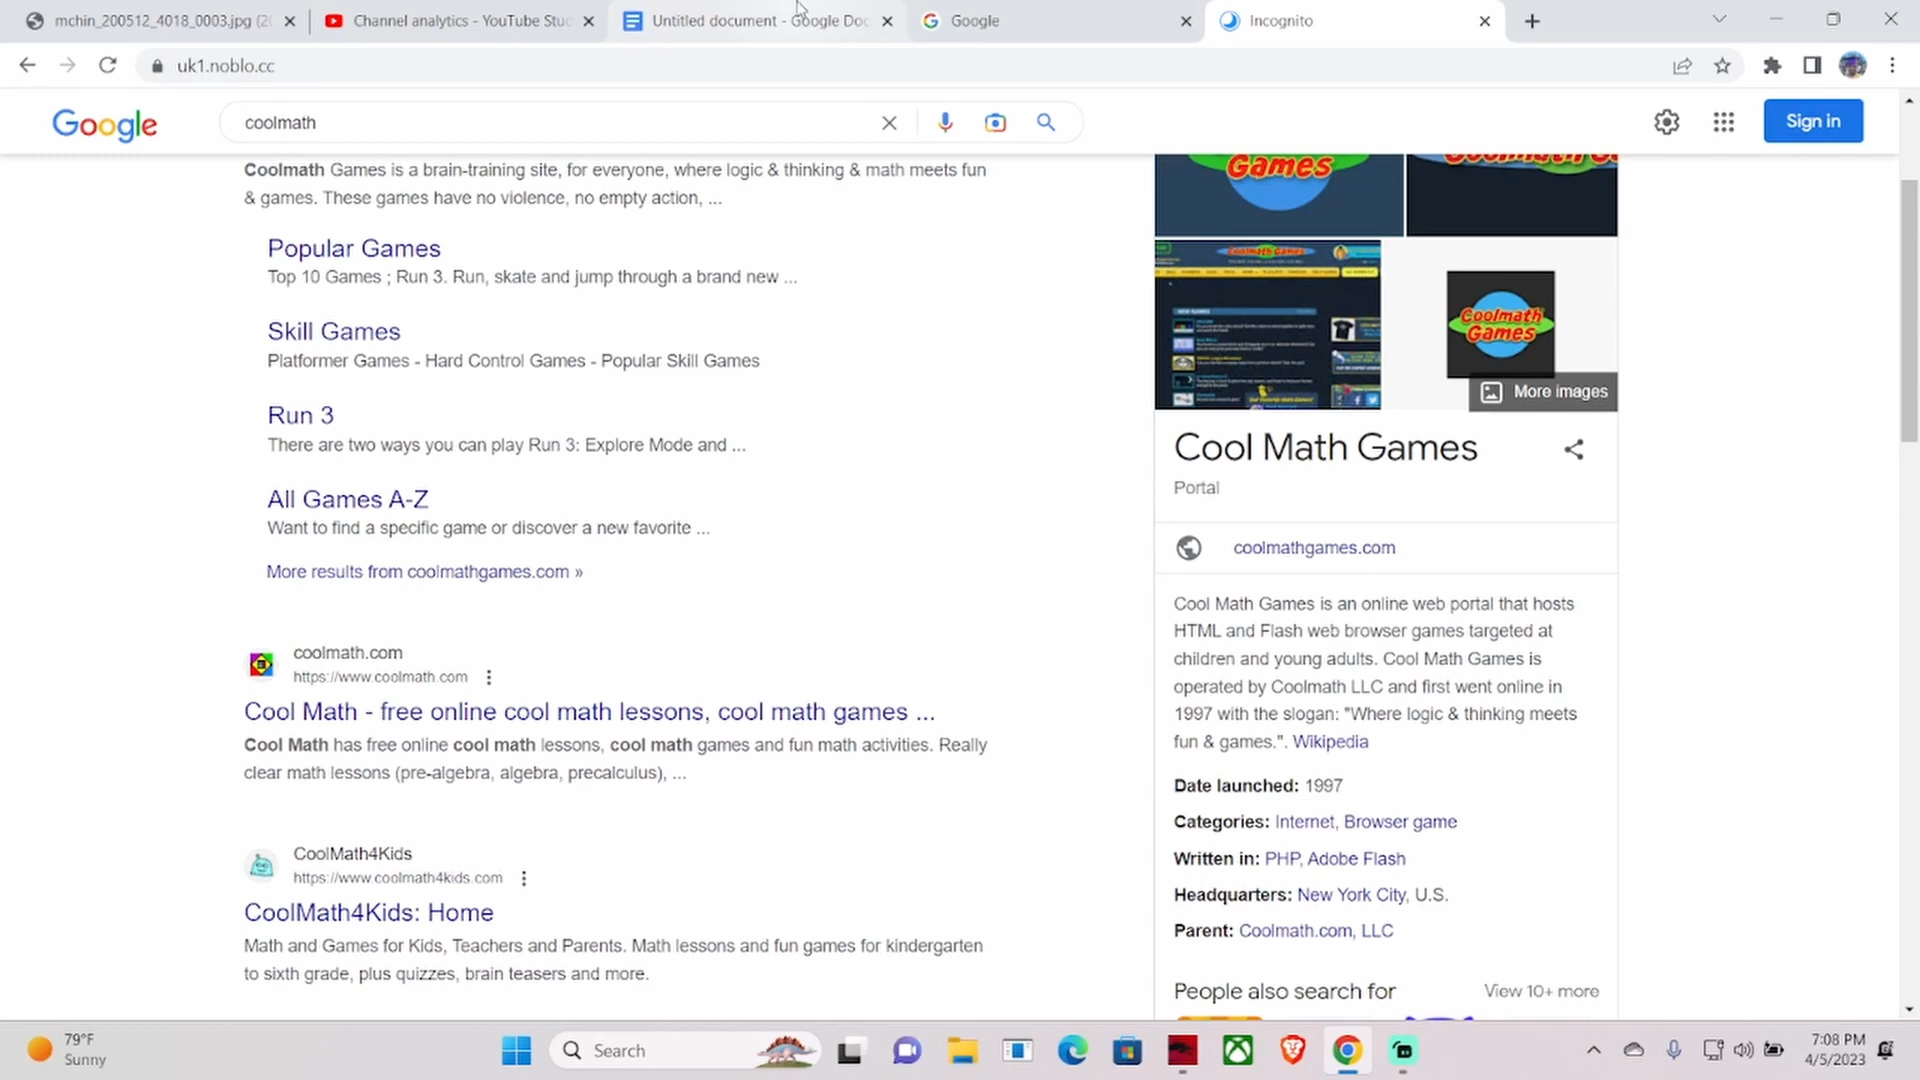 mchin_200512_4018_0003.jpg (20
Channel analytics - YouTube Stud
Untitled document - Google Doc
Google
Incognito
uk1.noblo.cc
Google
coolmath
Sign in
Coolmath Games is a brain-training site, for everyone, where logic & thinking & math meets fun
& games. These games have no violence, no empty action, ...
Popular Games
Top 10 Games ; Run 3. Run, skate and jump through a brand new ...
Skill Games
Platformer Games - Hard Control Games - Popular Skill Games
Run 3
There are two ways you can play Run 3: Explore Mode and ...
All Games A-Z
Want to find a specific game or discover a new favorite ...
More results from coolmathgames.com »
coolmath.com
https://www.coolmath.com
Cool Math - free online cool math lessons, cool math games ...
Cool Math has free online cool math lessons, cool math games and fun math activities. Really
clear math lessons (pre-algebra, algebra, precalculus), ...
CoolMath4Kids
https://www.coolmath4kids.com
CoolMath4Kids: Home
Math and Games for Kids, Teachers and Parents. Math lessons and fun games for kindergarten
to sixth grade, plus quizzes, brain teasers and more.
Games
Coolmath Games
Coolmath
Games
More images
Cool Math Games
Portal
coolmathgames.com
Cool Math Games is an online web portal that hosts
HTML and Flash web browser games targeted at
children and young adults. Cool Math Games is
operated by Coolmath LLC and first went online in
1997 with the slogan: "Where logic & thinking meets
fun & games.". Wikipedia
Date launched: 1997
Categories: Internet, Browser game
Written in: PHP, Adobe Flash
Headquarters: New York City, U.S.
Parent: Coolmath.com, LLC
People also search for
View 10+ more
79°F
Sunny
Search
7:08 PM
4/5/2023